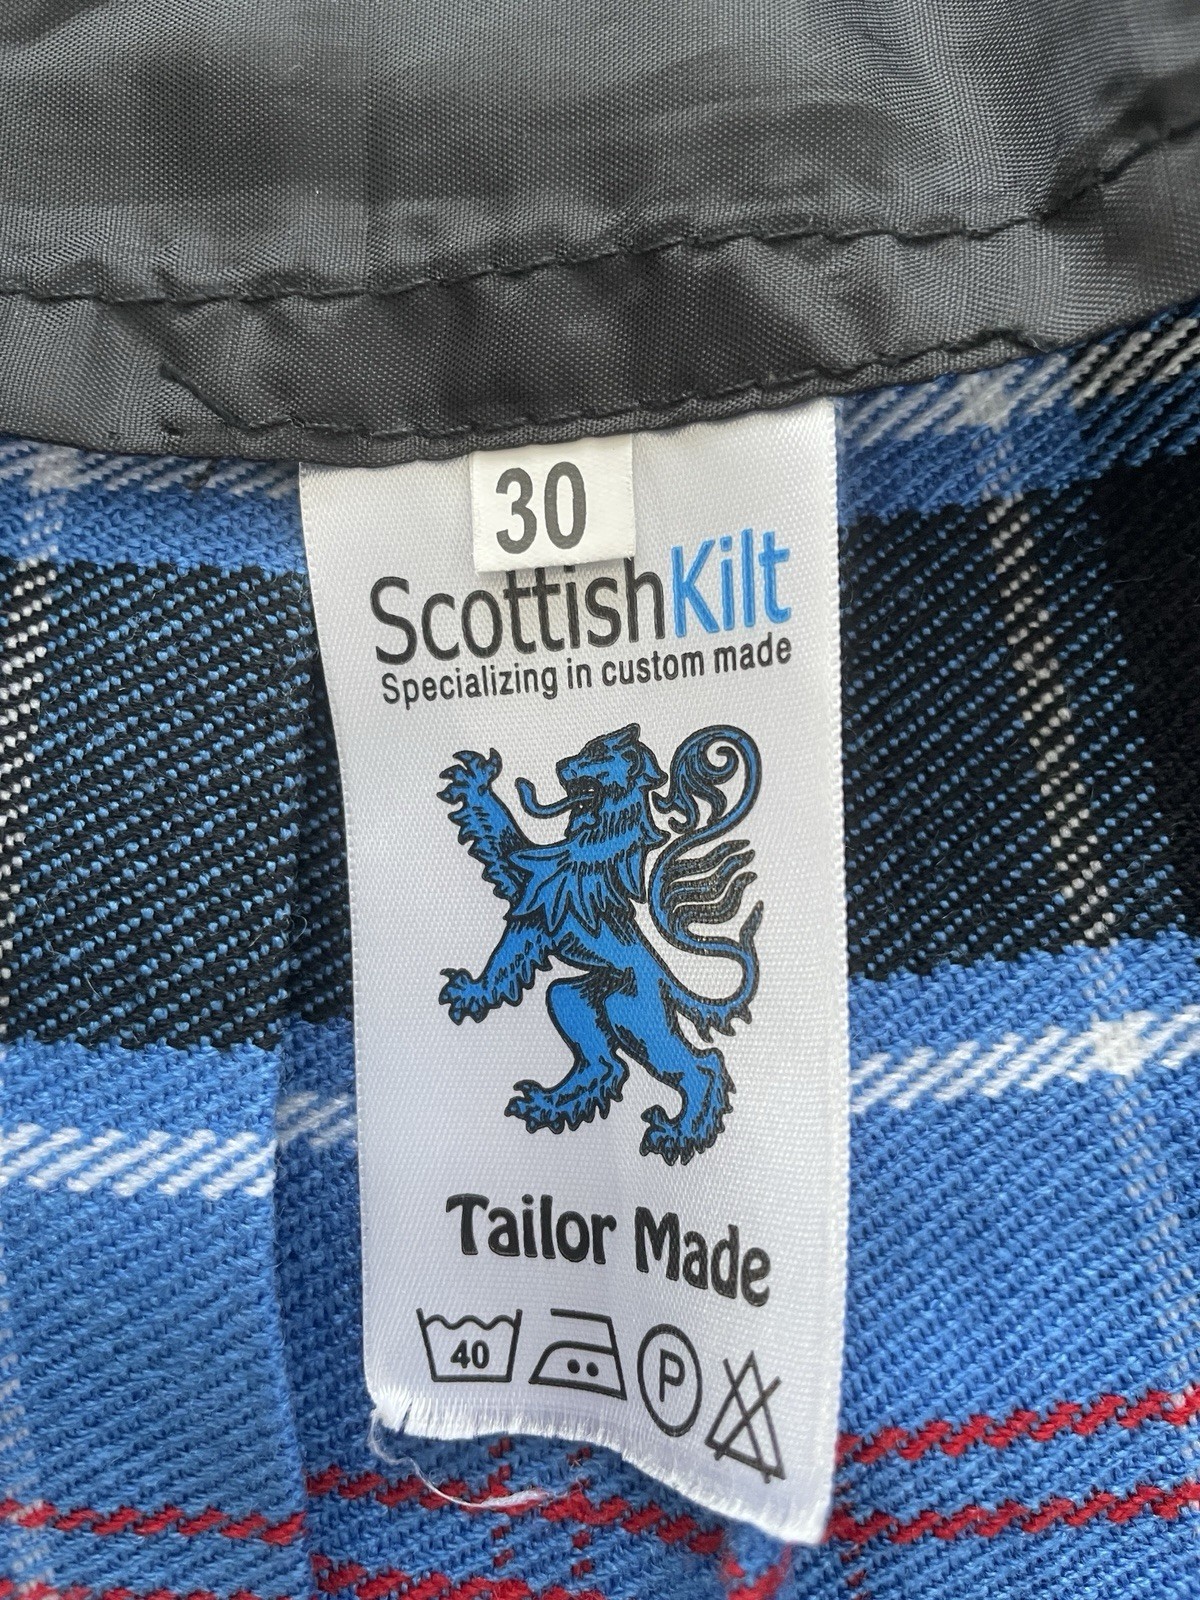 30
ScottishKilt
Specializing in custom made
Tailor Made
40
P